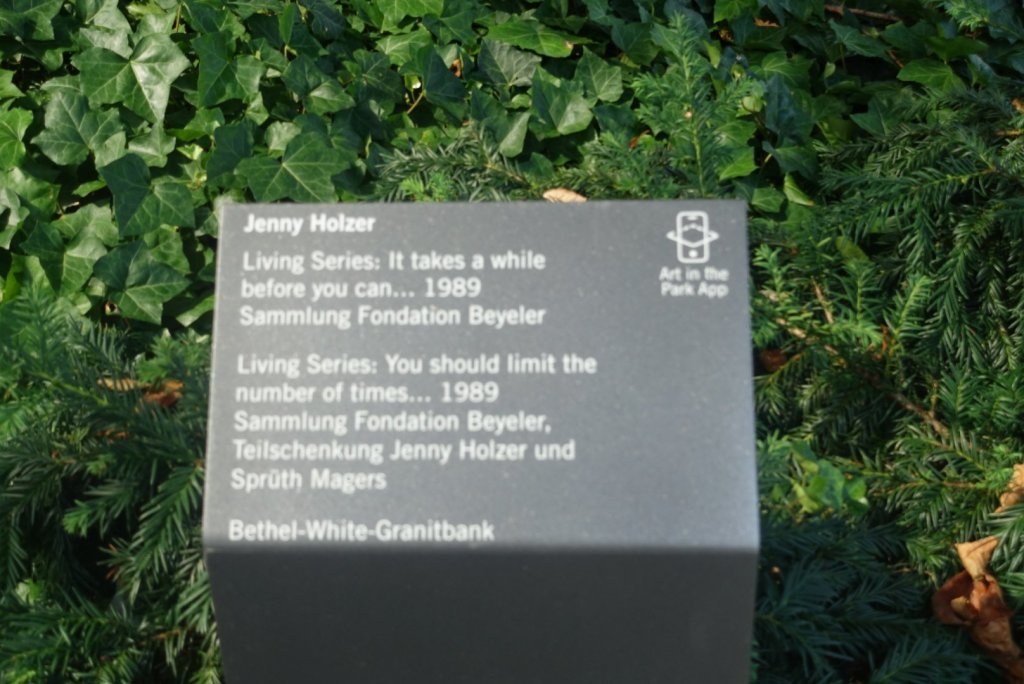 Jenny Holzer
Living Series: It takes a while
before you can... 1989
Sammlung Fondation Beyeler
Living Series: You should limit the
number of times... 1989
Sammlung Fondation Beyeler,
Teilschenkung Jenny Holzer und
Sprüth Magers
Bethel-White-Granitbank
Art in the
Park App